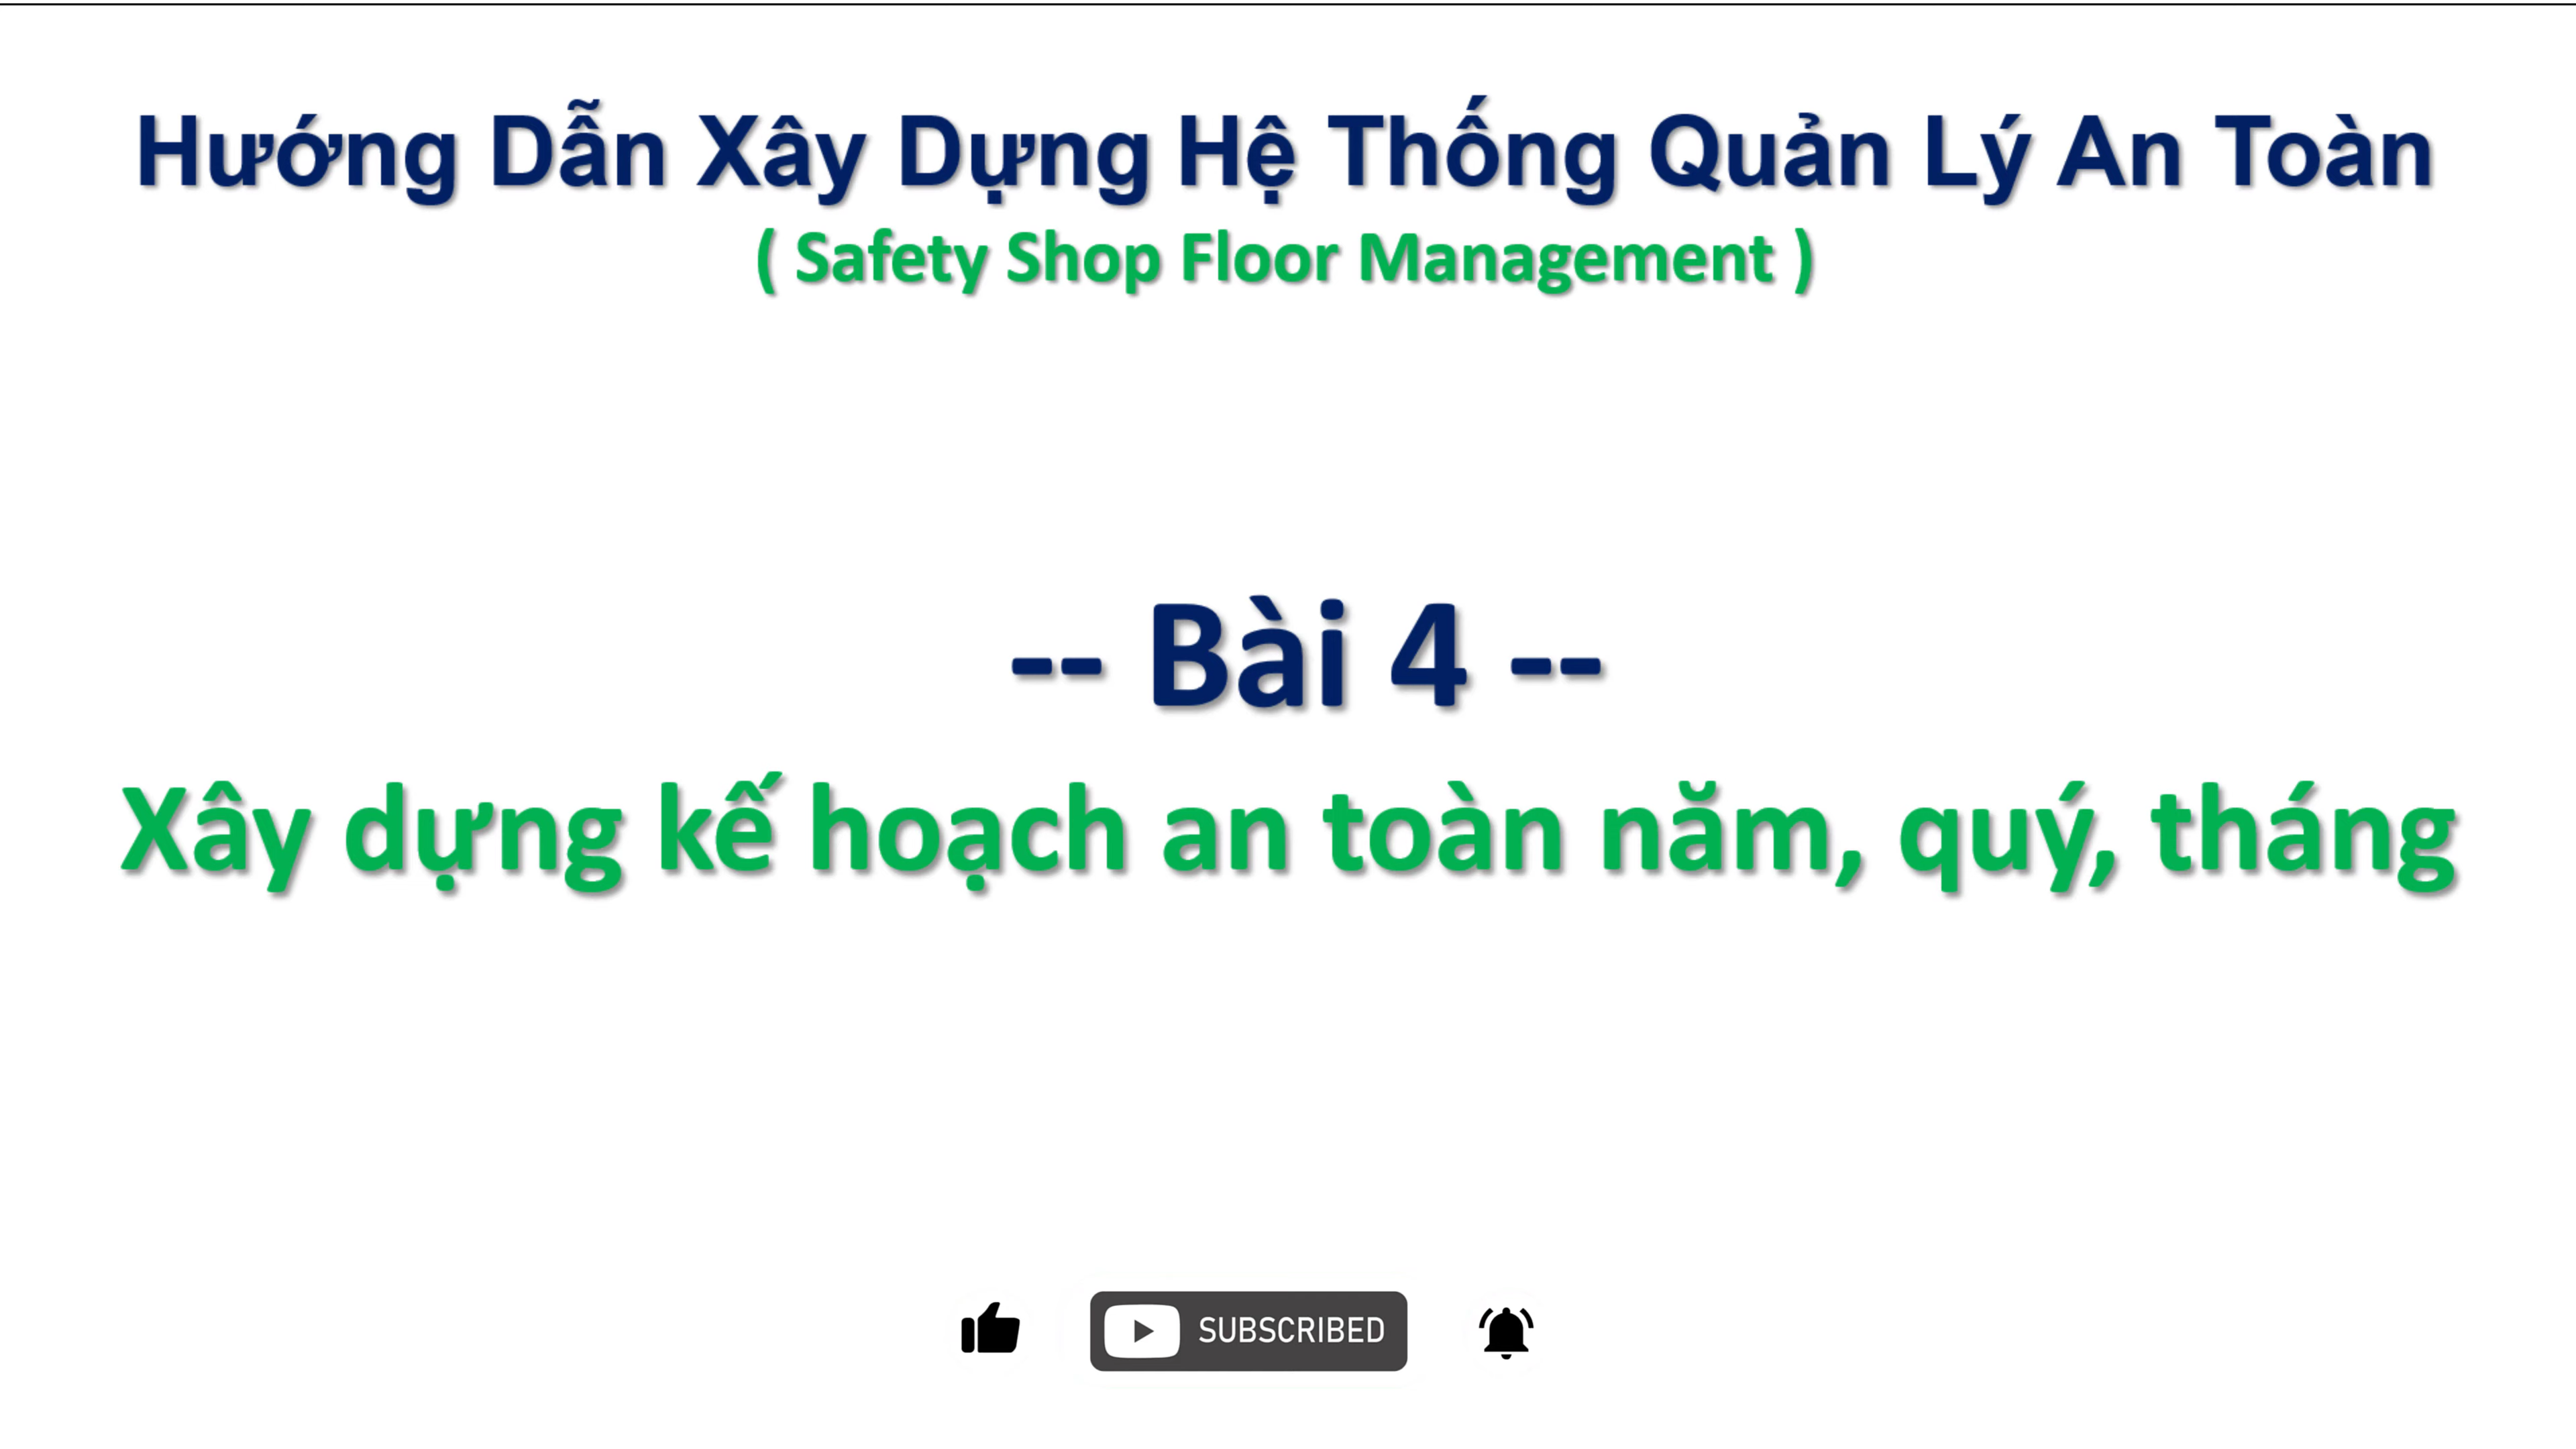 Hướng Dẫn Xây Dựng Hệ Thống Quản Lý An Toàn
( Safety Shop Floor Management )
-- Bài 4 --
Xây dựng kế hoạch an toàn năm, quý, tháng
SUBSCRIBED